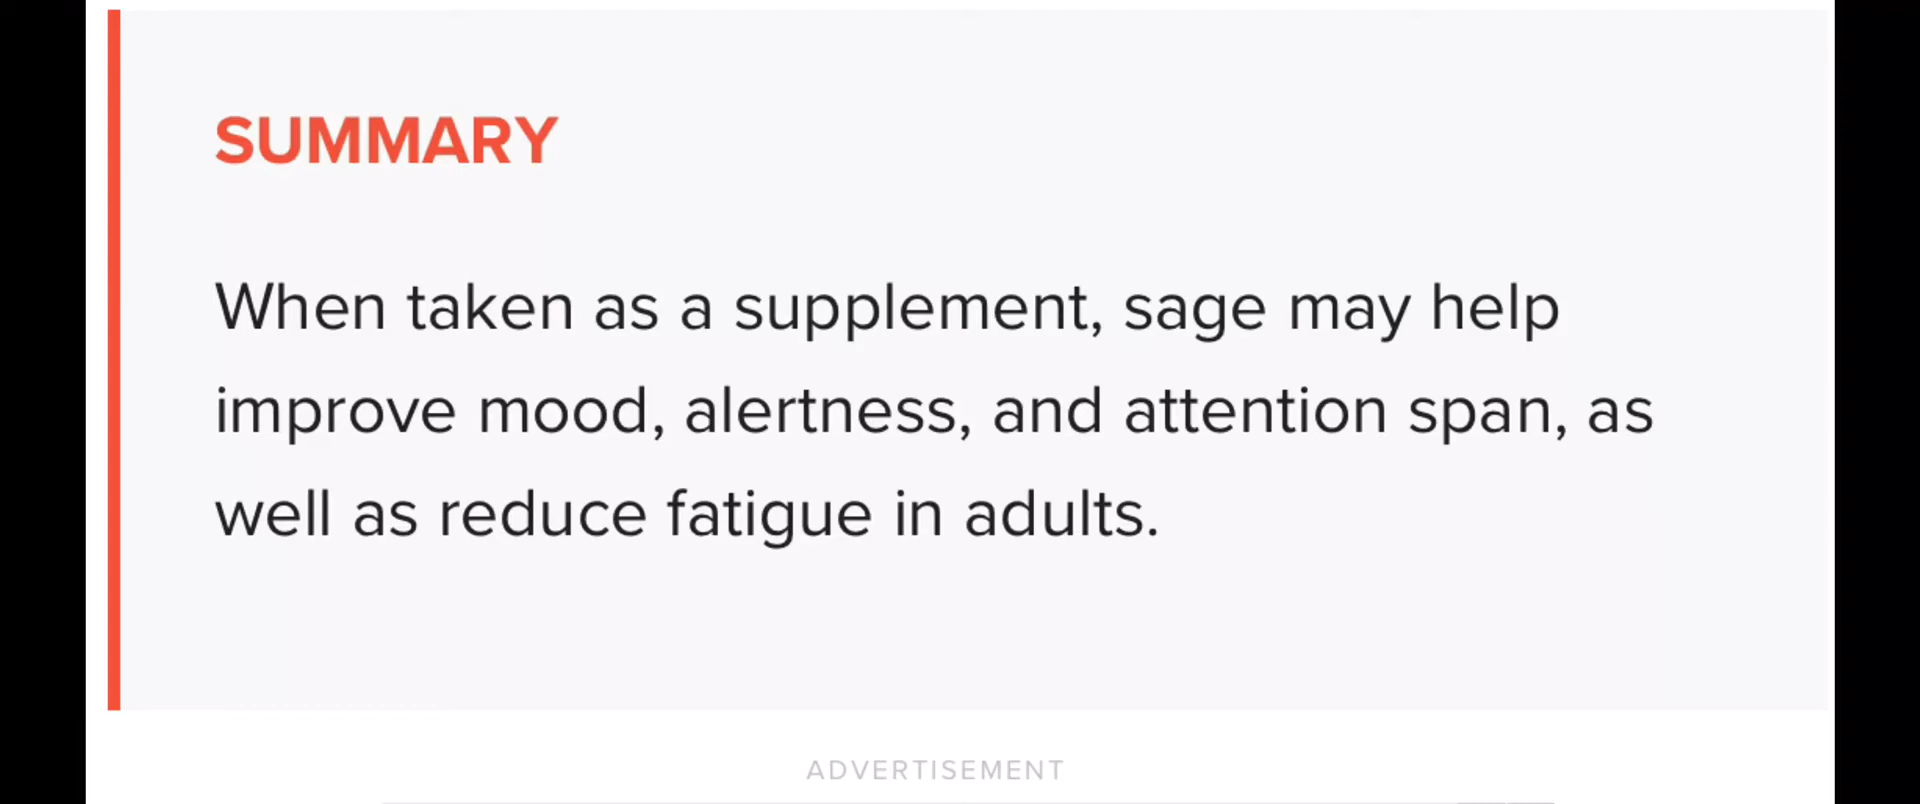 SUMMARY
When taken as a supplement, sage may help
improve mood, alertness, and attention span, as
well as reduce fatigue in adults.
ADVERTISEMENT